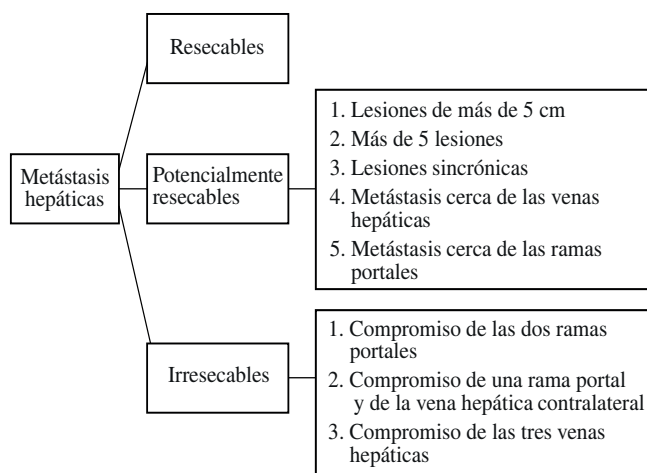 Resecables
Metástasis
hepáticas
Potencialmente
resecables
1. Lesiones de más de 5 cm
2. Más de 5 lesiones
3. Lesiones sincrónicas
4. Metástasis cerca de las venas
hepáticas
5. Metástasis cerca de las ramas
portales
Irresecables
1. Compromiso de las dos ramas
portales
2. Compromiso de una rama portal
y de la vena hepática contralateral
3. Compromiso de las tres venas
hepáticas